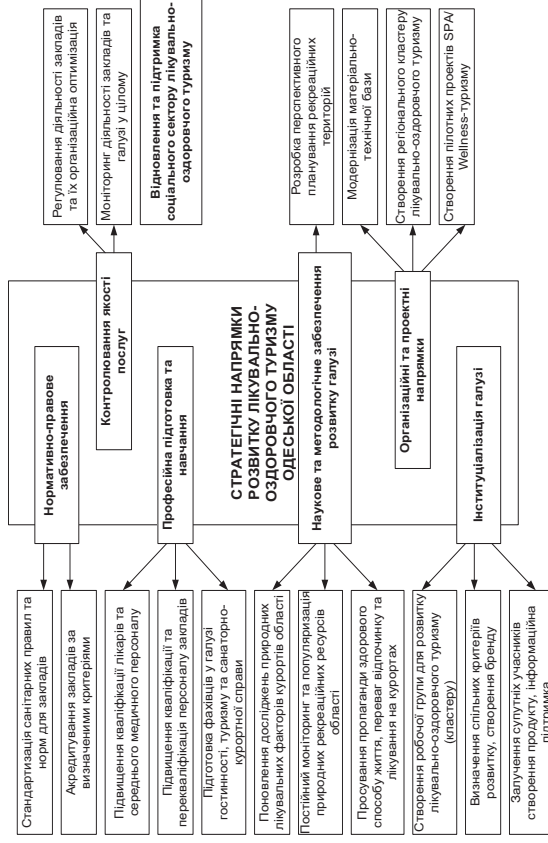 Стандартизація санітарних правил та
норм для закладів
Акредитування закладів за
визначеними критеріями
Підвищення кваліфікації лікарів та
середнього медичного персоналу
Підвищення кваліфікації та
перекваліфікація персоналу закладів
Підготовка фахівців у галузі
гостинності, туризму та санаторно-
курортної справи
Поновлення досліджень природних
лікувальних факторів курортів області
Постійний моніторинг та популяризація
природних рекреаційних ресурсів
області
Просування пропаганди здорового
способу життя, переваг відпочинку та
лікування на курортах
Створення робочої групи для розвитку
лікувально-оздоровчого туризму
(кластеру)
Визначення спільних критеріїв
розвитку, створення бренду
Залучення супутніх учасників
створення продукту, інформаційна
підтримка
Нормативно-правове
забезпечення
Контролювання якості
послуг
Професійна підготовка та
навчання
СТРАТЕГІЧНІ НАПРЯМКИ
РОЗВИТКУ ЛІКУВАЛЬНО-
ОЗДОРОВЧОГО ТУРИЗМУ
ОДЕСЬКОЇ ОБЛАСТІ
Наукове та методологічне забезпечення
розвитку галузі
Організаційні та проектні
напрямки
Інституціалізація галузі
Регулювання діяльності закладів
та їх організаційна оптимізація
Моніторинг діяльності закладів та
галузі у цілому
Відновлення та підтримка
соціального сектору лікувально-
оздоровчого туризму
Розробка перспективного
планування рекреаційних
територій
Модернізація матеріально-
технічної бази
Створення регіонального кластеру
лікувально-оздоровчого туризму
Створення пілотних проектів SPA/
Wellness-туризму